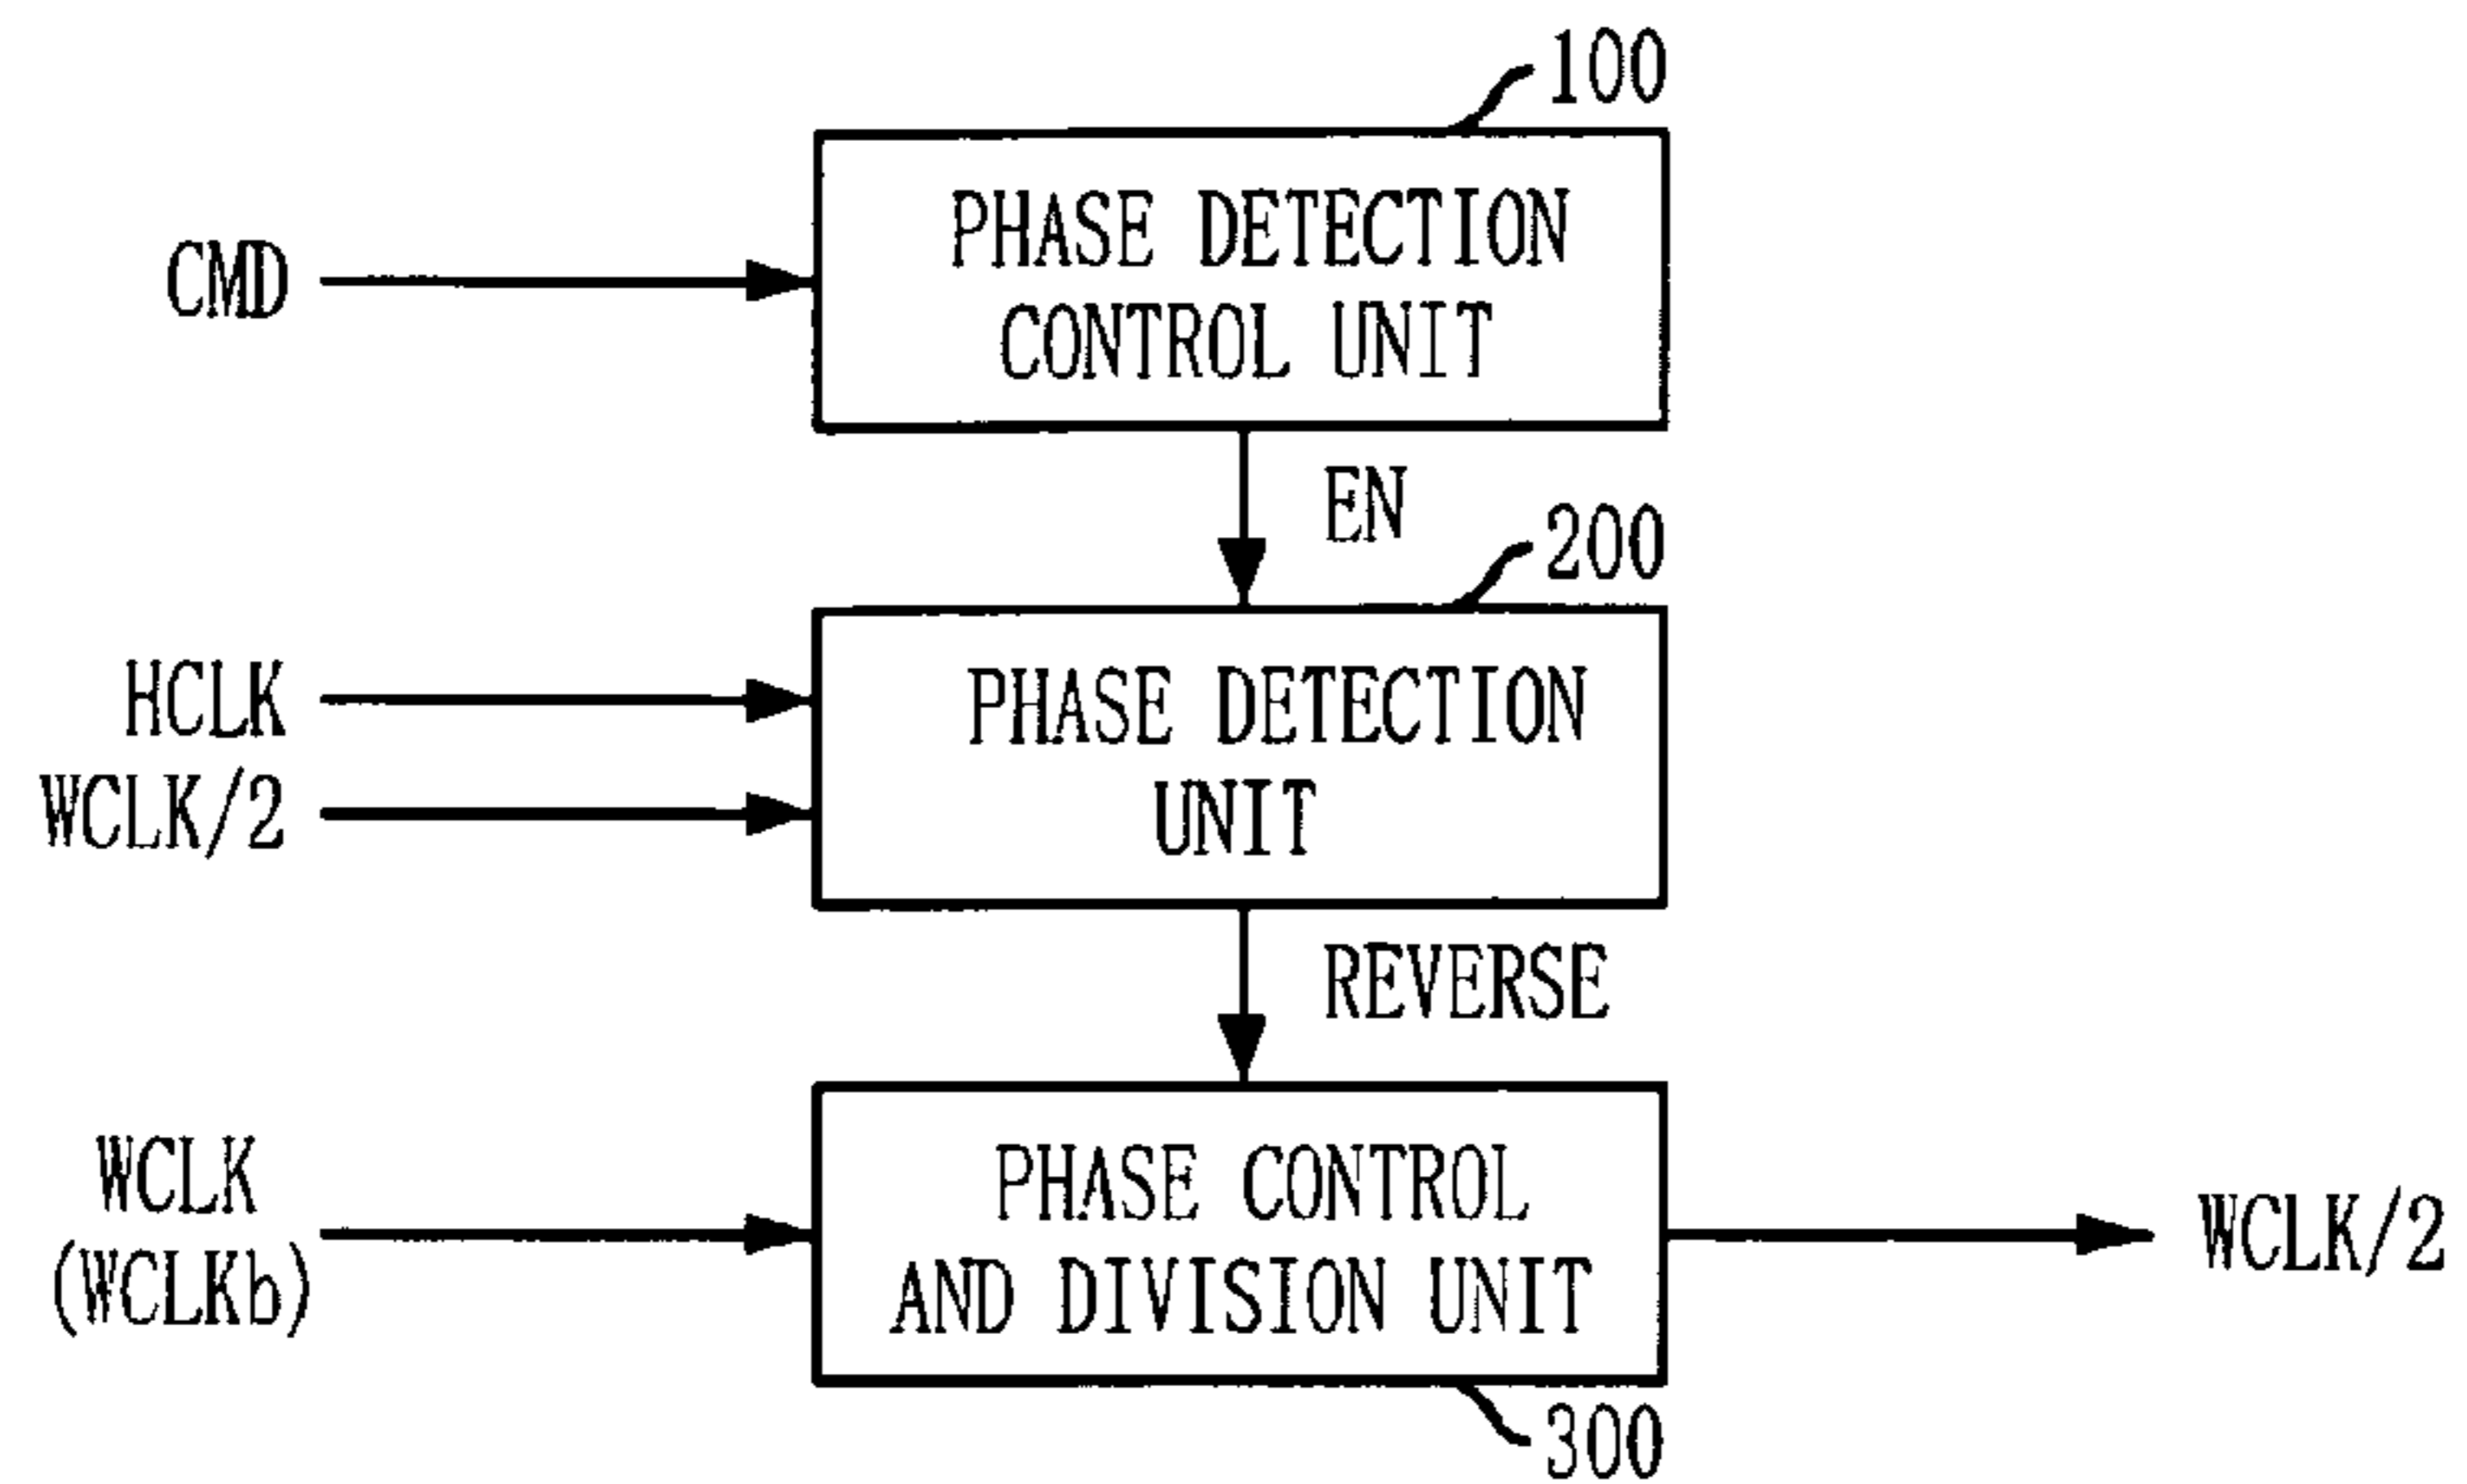 100
PHASE DETECTION
CONTROL UNIT
CMD
EN
200
HCLK
WCLK/2
PHASE DETECTION
UNIT
REVERSE
WCLK
(WCLKb)
PHASE CONTROL
AND DIVISION UNIT
WCLK/2
300